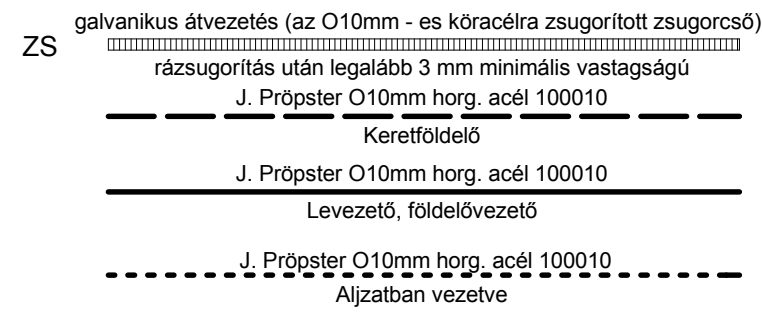 galvanikus átvezetés (az O10mm - es köracélra zsugorított zsugorcső)
ZS
rázsugorítás után legalább 3 mm minimális vastagságú
J. Pröpster O10mm horg. acél 100010
Keretföldelő
J. Pröpster O10mm horg. acél 100010
Levezető, földelővezető
J. Pröpster O10mm horg. acél 100010
Aljzatban vezetve